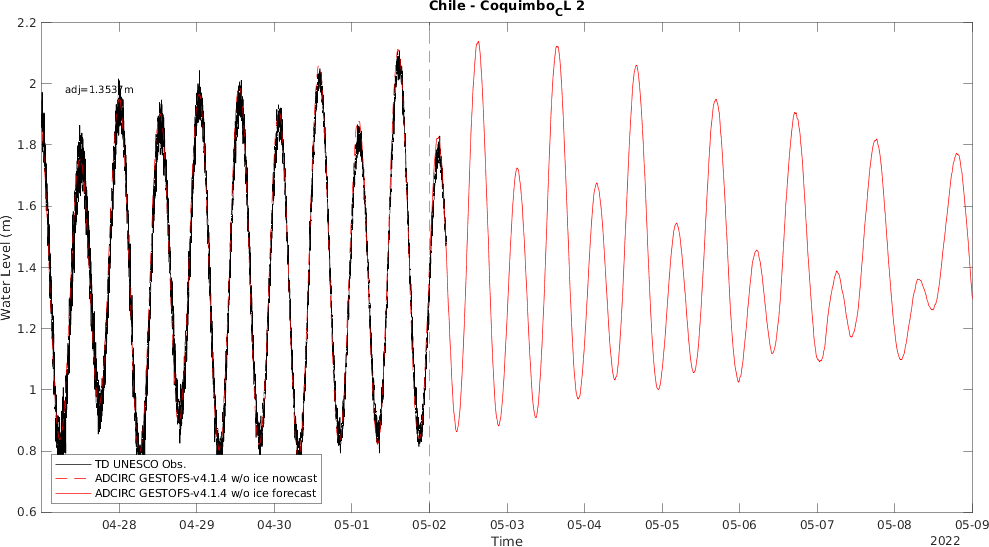 Chile - Coquimbo_CL 2
2.2
2
1.8
1.6
1.4
1.2
1
0.8
0.6
Water Level (m)
adj=1.3537m
TD UNESCO Obs.
ADCIRC GESTOFS-v4.1.4 w/o ice nowcast
ADCIRC GESTOFS-v4.1.4 w/o ice forecast
04-28 04-29 04-30 05-01 05-02 05-03 05-04 05-05 05-06 05-07 05-08 05-09
Time
2022